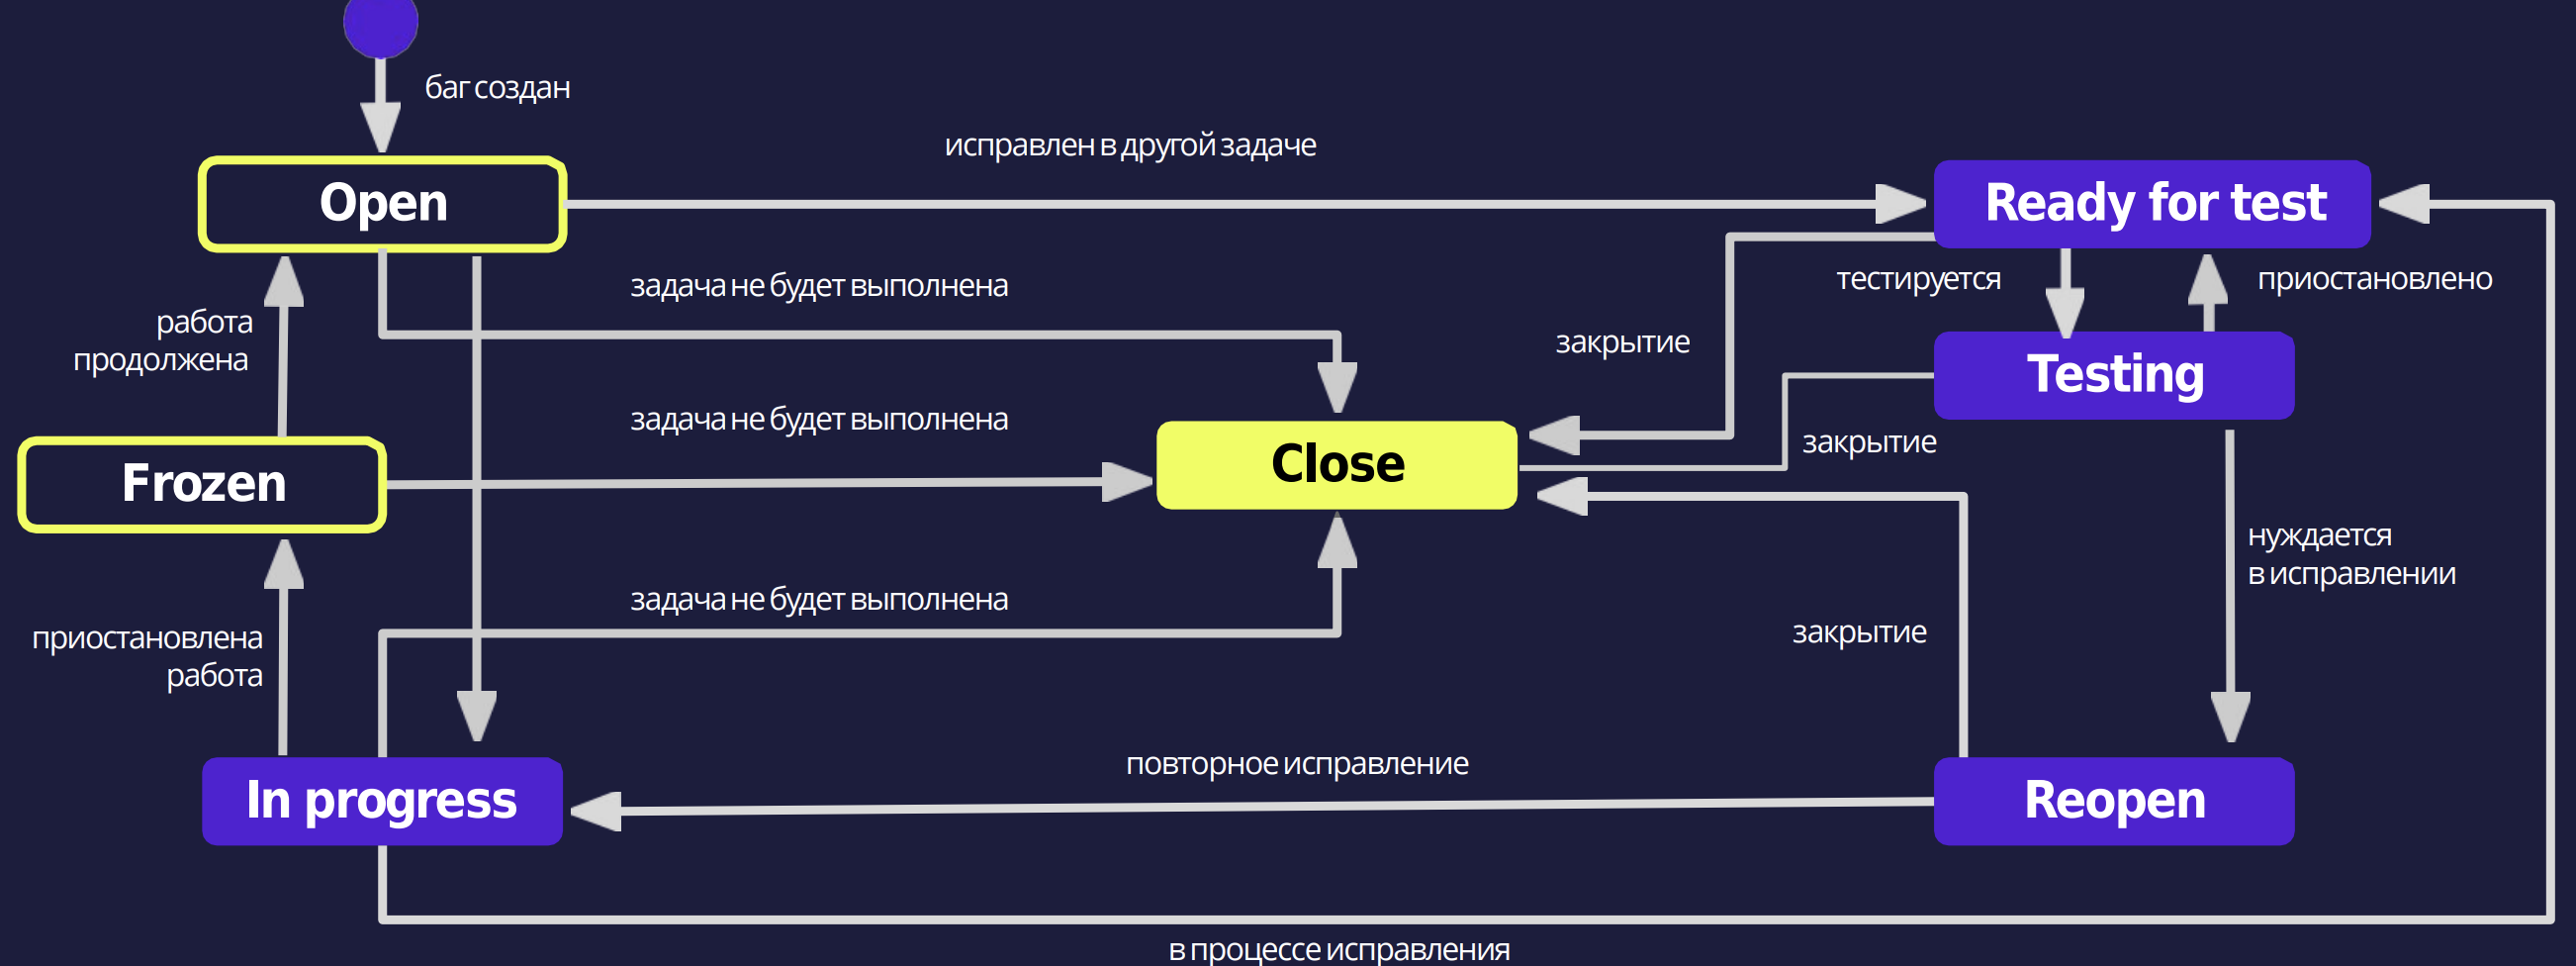 баг создан
исправлен в другой задаче
Open
Ready for test
задача не будет выполнена
тестируется
приостановлено
работа
продолжена
закрытие
Testing
задача не будет выполнена
закрытие
Frozen
Close
нуждается
в исправлении
задача не будет выполнена
приостановлена
работа
закрытие
повторное исправление
In progress
Reopen
в процессе исправления